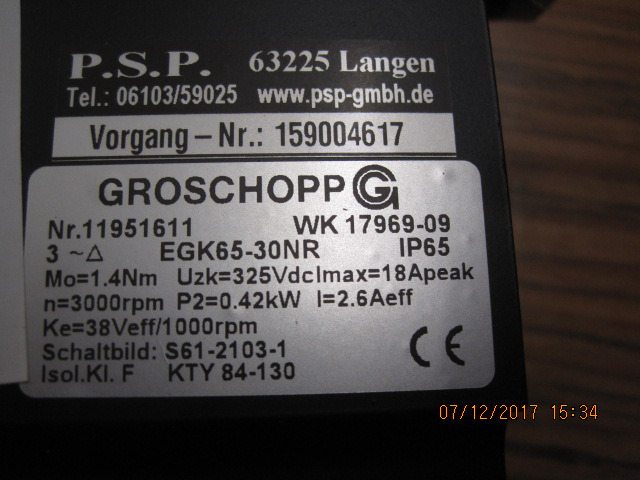 P.S.P. 63225 Langen
Tel.: 06103/59025 www.psp-gmbh.de
Vorgang – Nr.: 159004617
GROSCHOPP G
Nr.11951611 WK 17969-09
3 ~ △ EGK65-30NR IP65
Mo=1.4Nm Uzk=325VdcImax=18Apeak
n=3000rpm P2=0.42kW I=2.6Aeff
Ke=38Veff/1000rpm
Schaltbild: S61-2103-1
Isol.Kl. F KTY 84-130
CE
07/12/2017 15:34